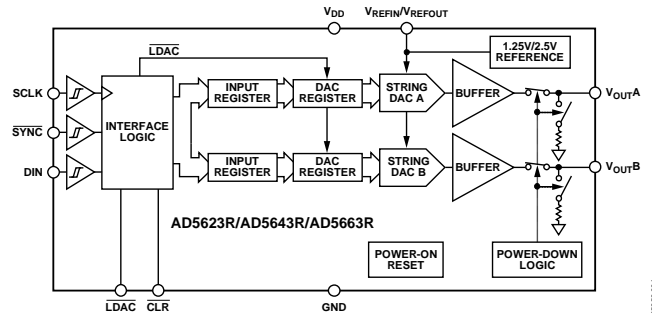 VDD
VREFIN/VREFOUT
LDAC
1.25V/2.5V
REFERENCE
SCLK
SYNC
DIN
INTERFACE
LOGIC
INPUT
REGISTER
DAC
REGISTER
STRING
DAC A
BUFFER
VOUTA
INPUT
REGISTER
DAC
REGISTER
STRING
DAC B
BUFFER
VOUTB
AD5623R/AD5643R/AD5663R
POWER-ON
RESET
POWER-DOWN
LOGIC
LDAC
CLR
GND